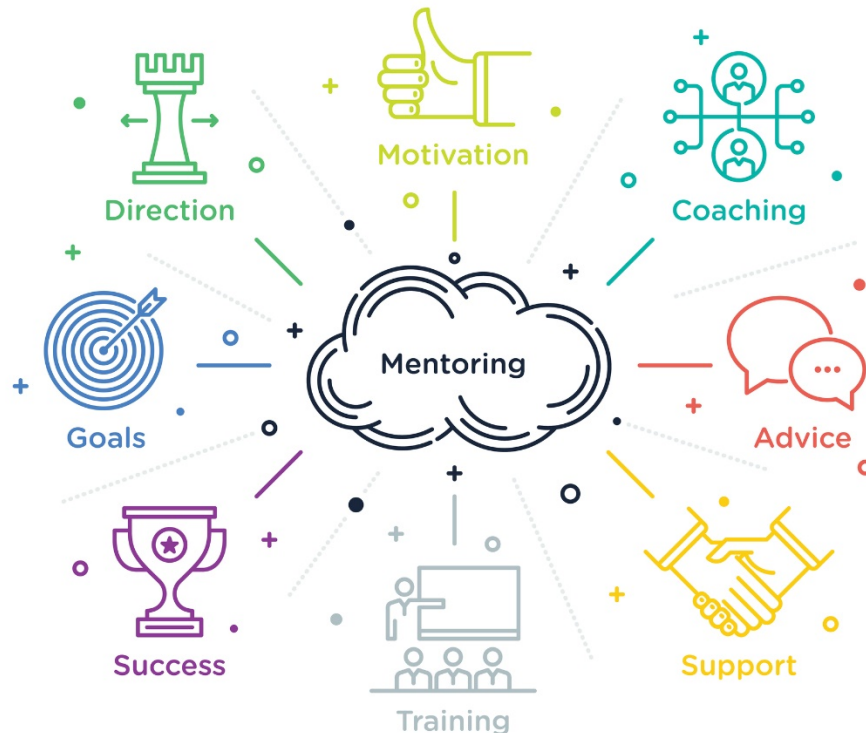 Motivation
Direction
Coaching
Mentoring
Goals
Advice
Success
Support
Training